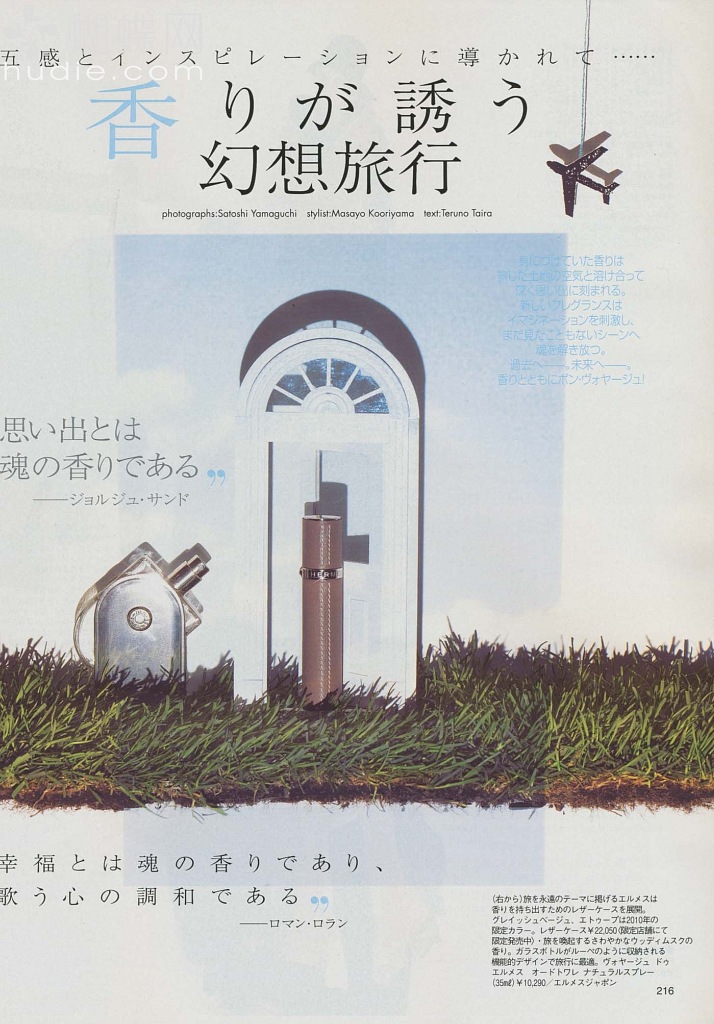 五感とインスピレーションに導かれて……
hudie.com
香りが誘う
幻想旅行
photographs:Satoshi Yamaguchi stylist:Masayo Kooriyama text:Teruno Taira
身につけていた香りは
空気と溶け合って
に刻まれる。
新しいフレグランスは
イマジネーションを刺激し、
まだ見たこともないシーンへ
魂を解き放つ。
過去へ——。未来へ——。
香りとともにボン・ヴォヤージュ!
思い出とは
魂の香りである”
——ジョルジュ・サンド
HERM
幸福とは魂の香りであり、
歌う心の調和である”
——ロマン・ロラン
(右から)旅を永遠のテーマに掲げるエルメスは
香りを持ち出すためのレザーケースを展開。
グレイッシュベージュ、エトゥープは2010年の
限定カラー。レザーケース¥22,050(限定店舗にて
限定発売中)・旅を喚起するさわやかなウッディムスクの
香り。ガラスボトルがルーペのように収納される
機能的デザインで旅行に最適。ヴォヤージュ ドゥ
エルメス オードトワレ ナチュラルスプレー
(35㎖)¥10,290/エルメスジャポン
216